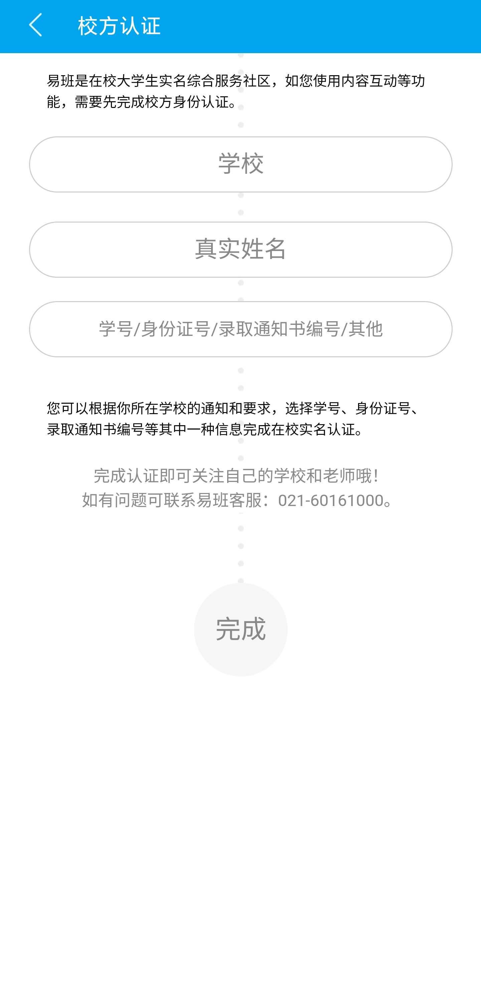 校方认证
易班是在校大学生实名综合服务社区，如您使用内容互动等功
能，需要先完成校方身份认证。
学校
真实姓名
学号/身份证号/录取通知书编号/其他
您可以根据你所在学校的通知和要求，选择学号、身份证号、
录取通知书编号等其中一种信息完成在校实名认证。
完成认证即可关注自己的学校和老师哦！
如有问题可联系易班客服：021-60161000。
完成